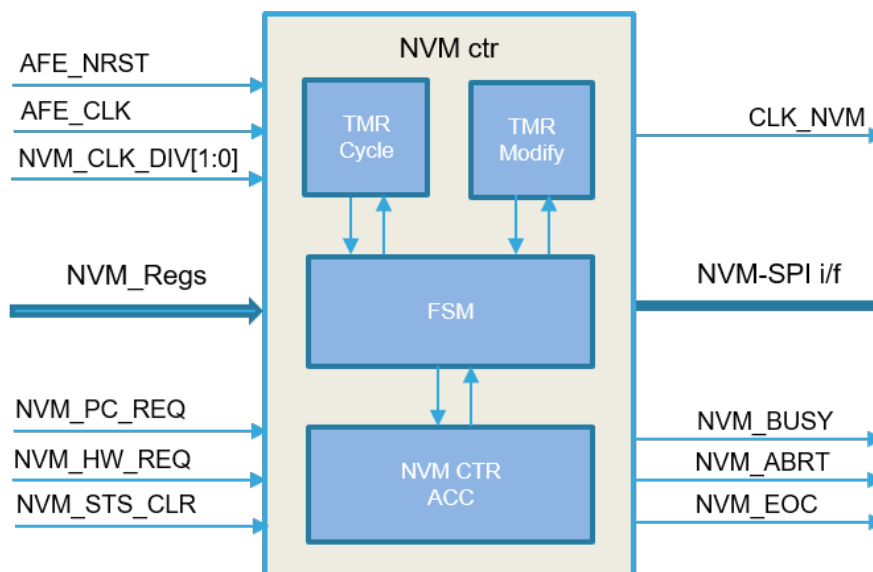 NVM ctr
AFE_NRST
AFE_CLK
NVM_CLK_DIV[1:0]
TMR
Cycle
TMR
Modify
CLK_NVM
NVM_Regs
FSM
NVM-SPI i/f
NVM_PC_REQ
NVM_HW_REQ
NVM_STS_CLR
NVM CTR
ACC
NVM_BUSY
NVM_ABRT
NVM_EOC